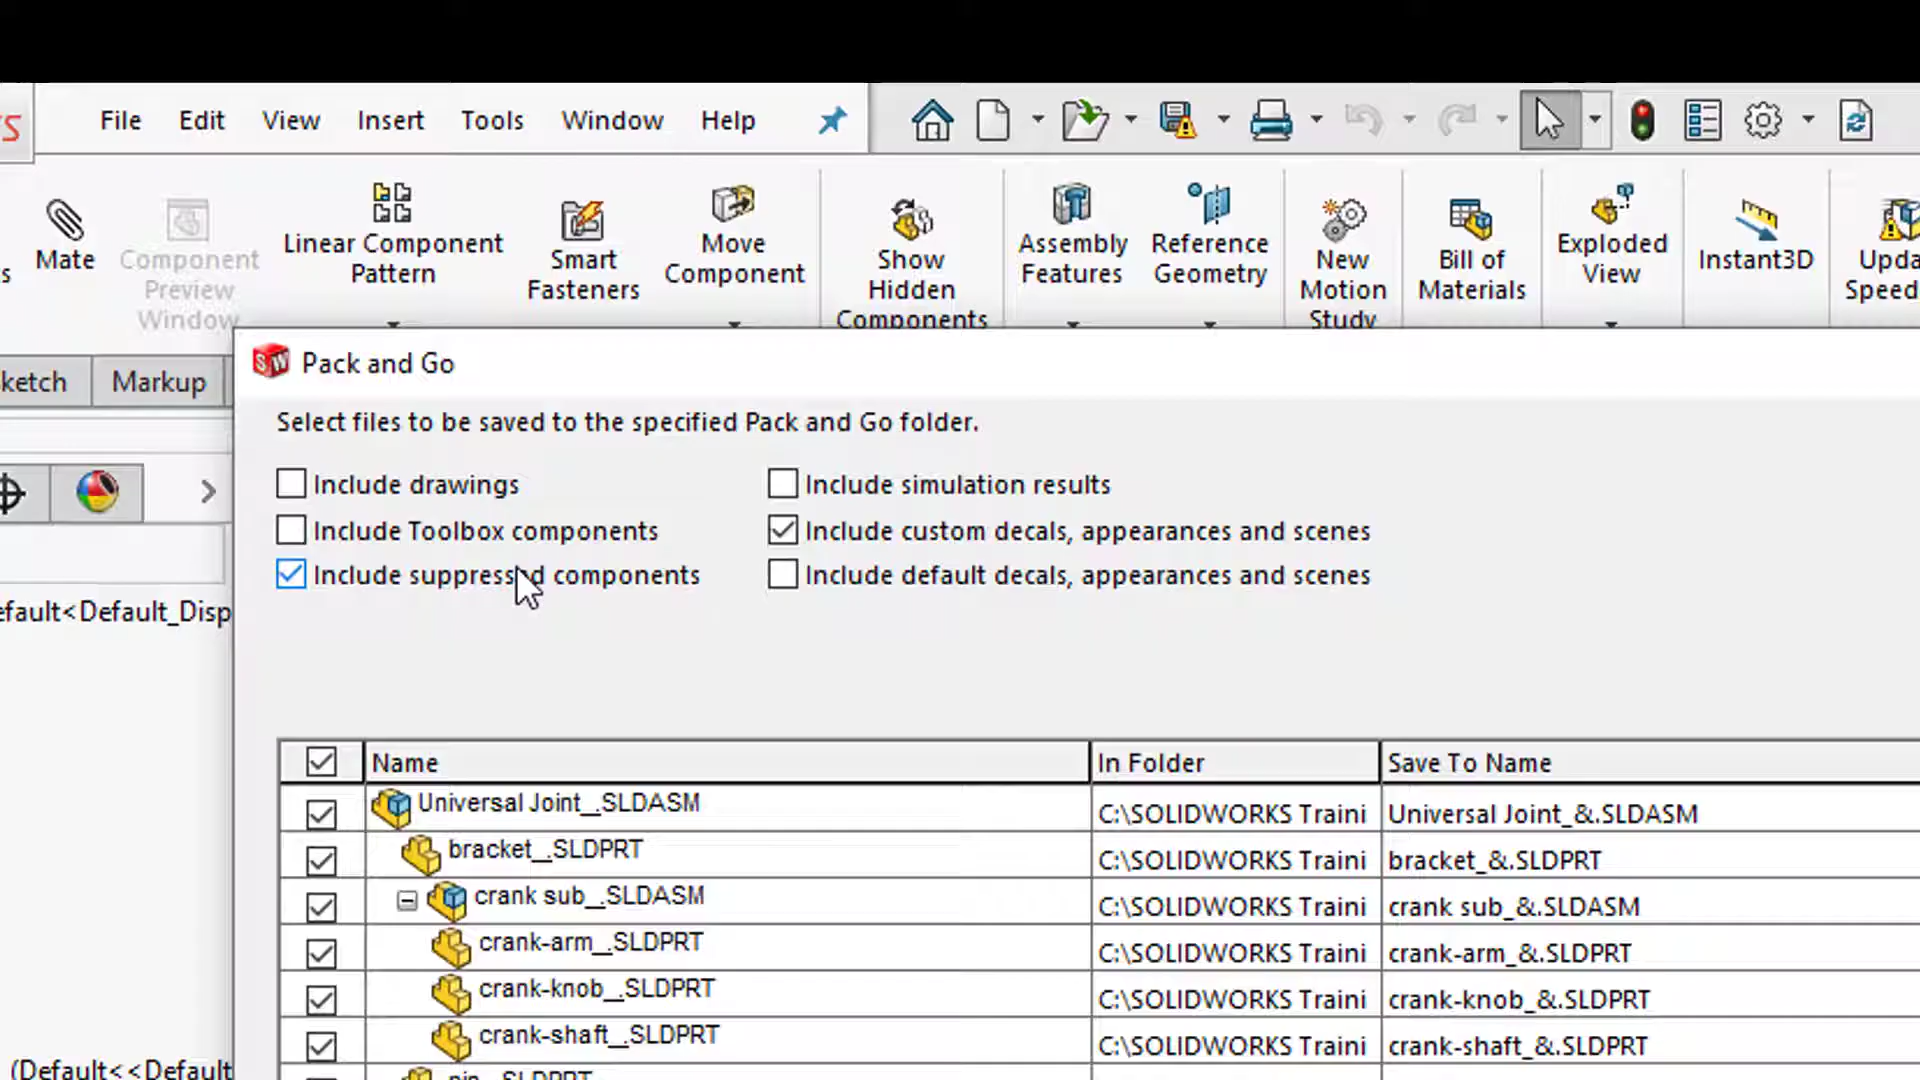 File Edit View Insert Tools Window Help
Mate
Component Preview Window
Linear Component Pattern
Smart Fasteners
Move Component
Show Hidden Components
Assembly Features
Reference Geometry
New Motion Study
Bill of Materials
Exploded View
Instant3D
Upda
Speed
ketch
Markup
Pack and Go
Select files to be saved to the specified Pack and Go folder.
Include drawings
Include simulation results
Include Toolbox components
Include custom decals, appearances and scenes
Include suppressed components
Include default decals, appearances and scenes
efault<Default_Disp
Name In Folder Save To Name
Universal Joint_.SLDASM C:\SOLIDWORKS Traini Universal Joint_&.SLDASM
bracket_.SLDPRT C:\SOLIDWORKS Traini bracket_&.SLDPRT
crank sub_.SLDASM C:\SOLIDWORKS Traini crank sub_&.SLDASM
crank-arm_.SLDPRT C:\SOLIDWORKS Traini crank-arm_&.SLDPRT
crank-knob_.SLDPRT C:\SOLIDWORKS Traini crank-knob_&.SLDPRT
crank-shaft_.SLDPRT C:\SOLIDWORKS Traini crank-shaft_&.SLDPRT
(Default<<Default